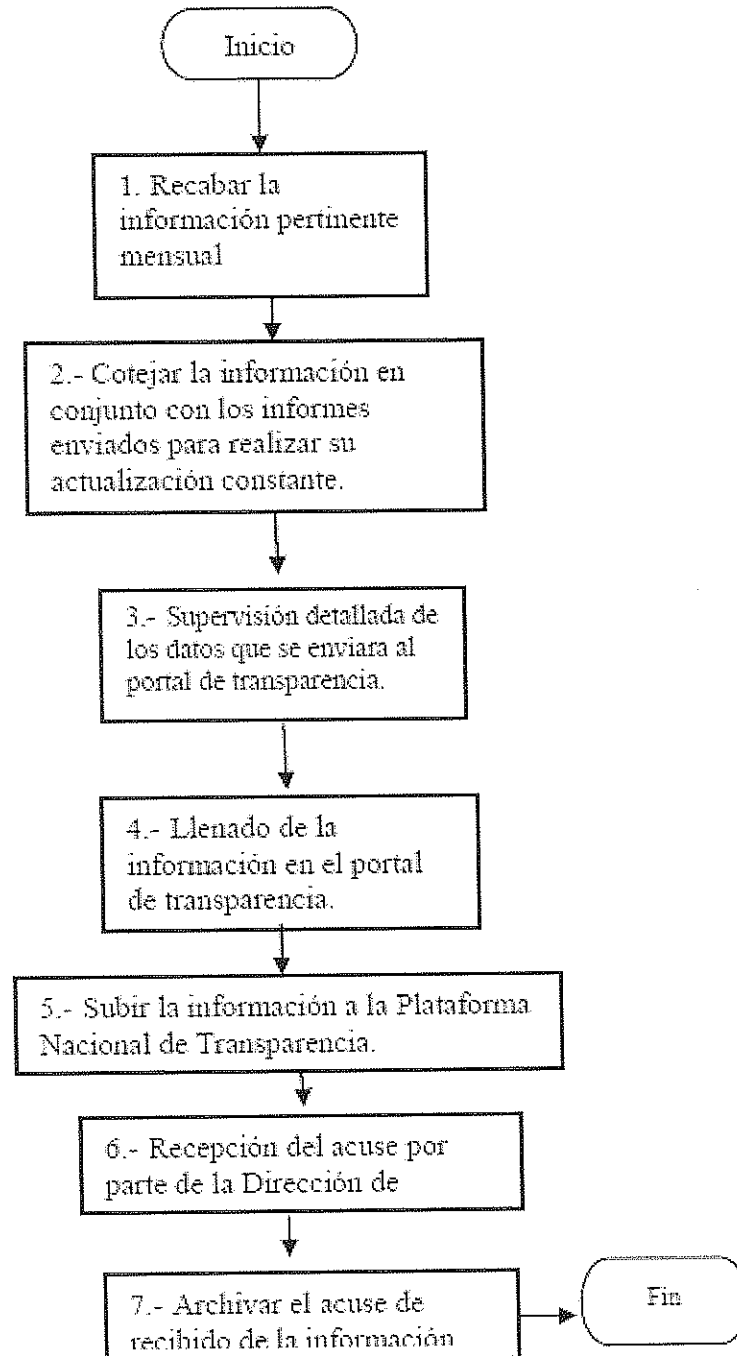 Inicio
1. Recabar la
información pertinente
mensual
2.- Cotejar la información en
conjunto con los informes
enviados para realizar su
actualización constante.
3.- Supervisión detallada de
los datos que se enviara al
portal de transparencia.
4.- Llenado de la
información en el portal
de transparencia.
5.- Subir la información a la Plataforma
Nacional de Transparencia.
6.- Recepción del acuse por
parte de la Dirección de
7.- Archivar el acuse de
recibido de la información
Fin